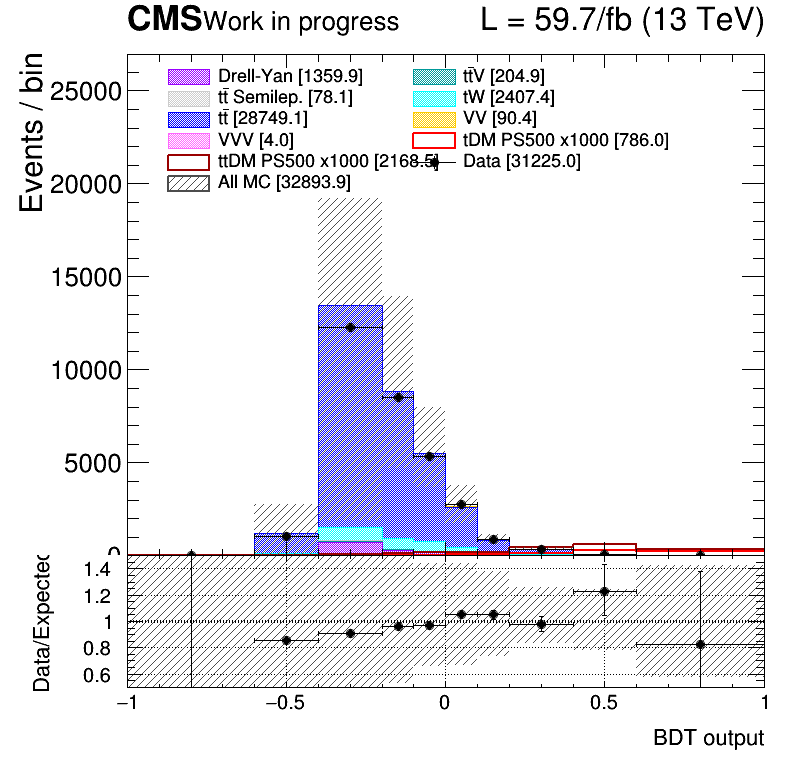 CMS Work in progress L = 59.7/fb (13 TeV)
Events / bin
Drell-Yan [1359.9] tt̄V [204.9]
tt̄ Semilep. [78.1] tW [2407.4]
tt̄ [28749.1] VV [90.4]
VVV [4.0] tDM PS500 x1000 [786.0]
ttDM PS500 x1000 [2168.5] Data [31225.0]
All MC [32893.9]
25000
20000
15000
10000
5000
0
Data/Expected
1.4
1.2
1
0.8
0.6
−1 −0.5 0 0.5 1
BDT output